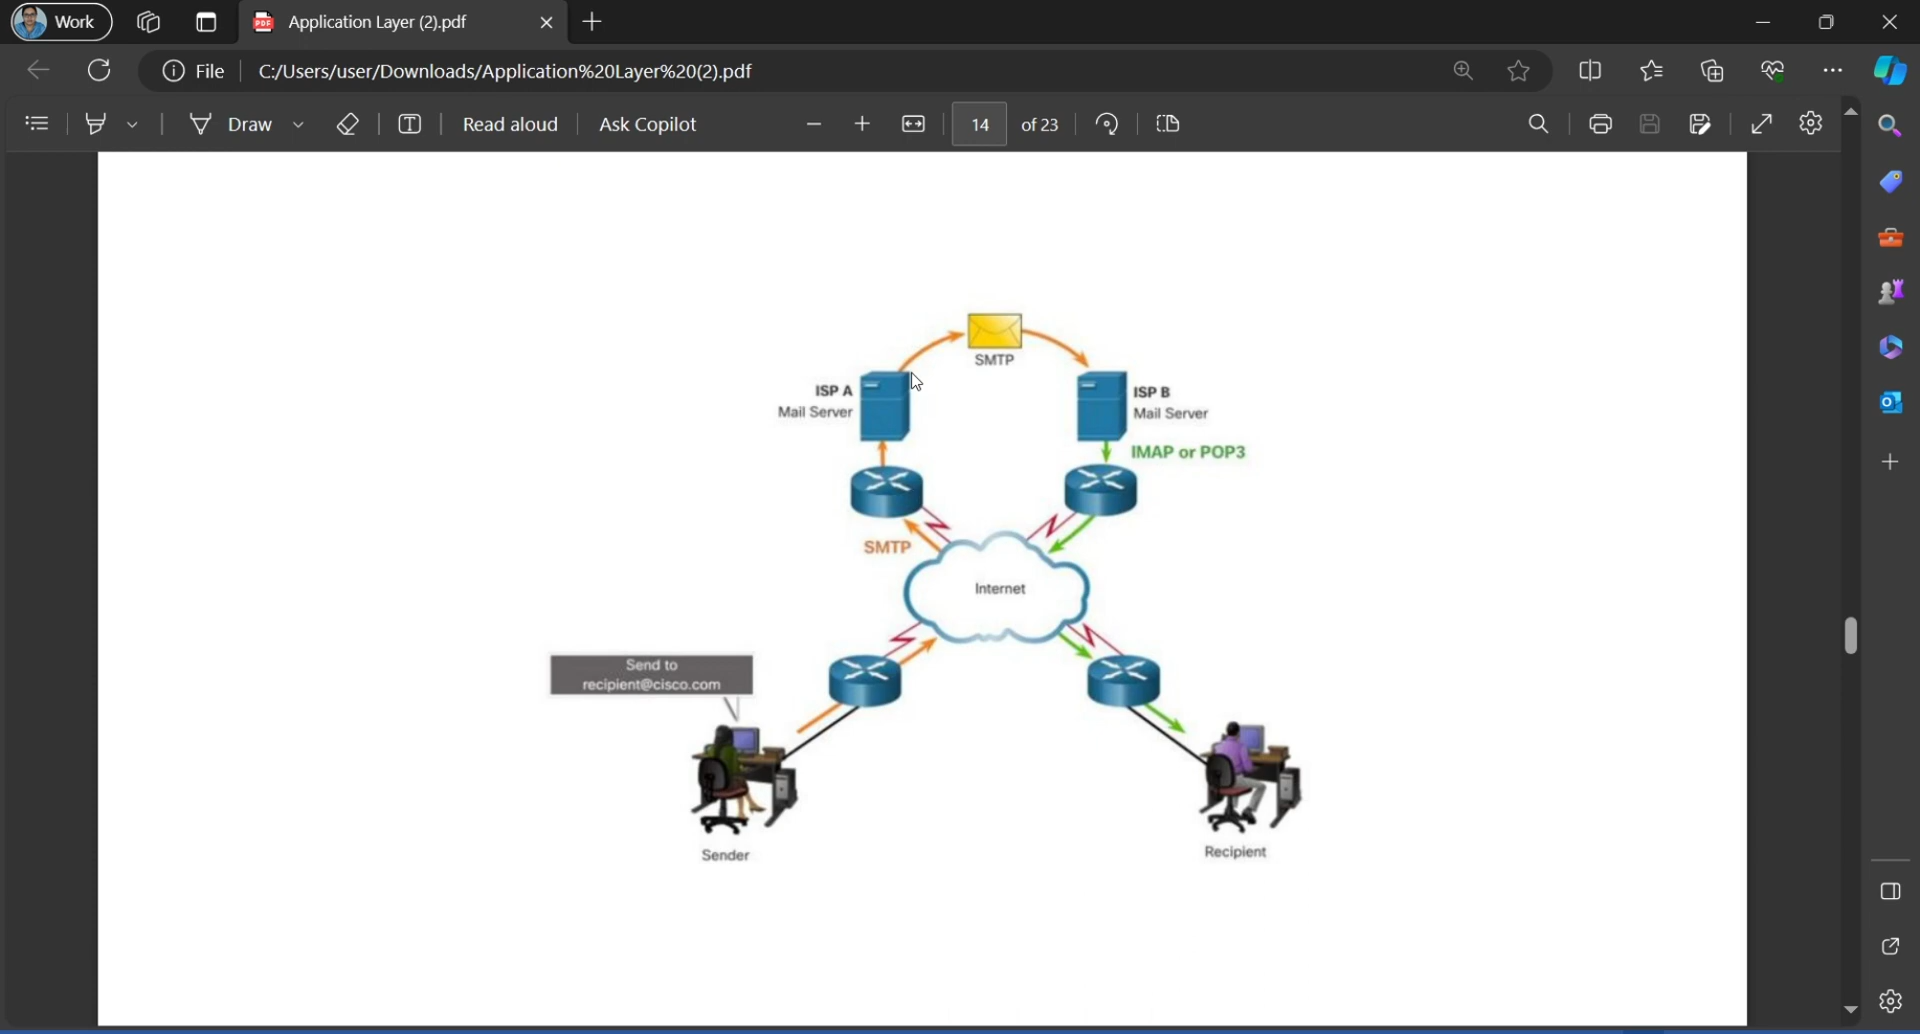 Work
Application Layer (2).pdf
File
C:/Users/user/Downloads/Application%20Layer%20(2).pdf
Draw
Read aloud
Ask Copilot
14 of 23
SMTP
ISP A
Mail Server
ISP B
Mail Server
IMAP or POP3
SMTP
Internet
Send to
recipient@cisco.com
Sender
Recipient